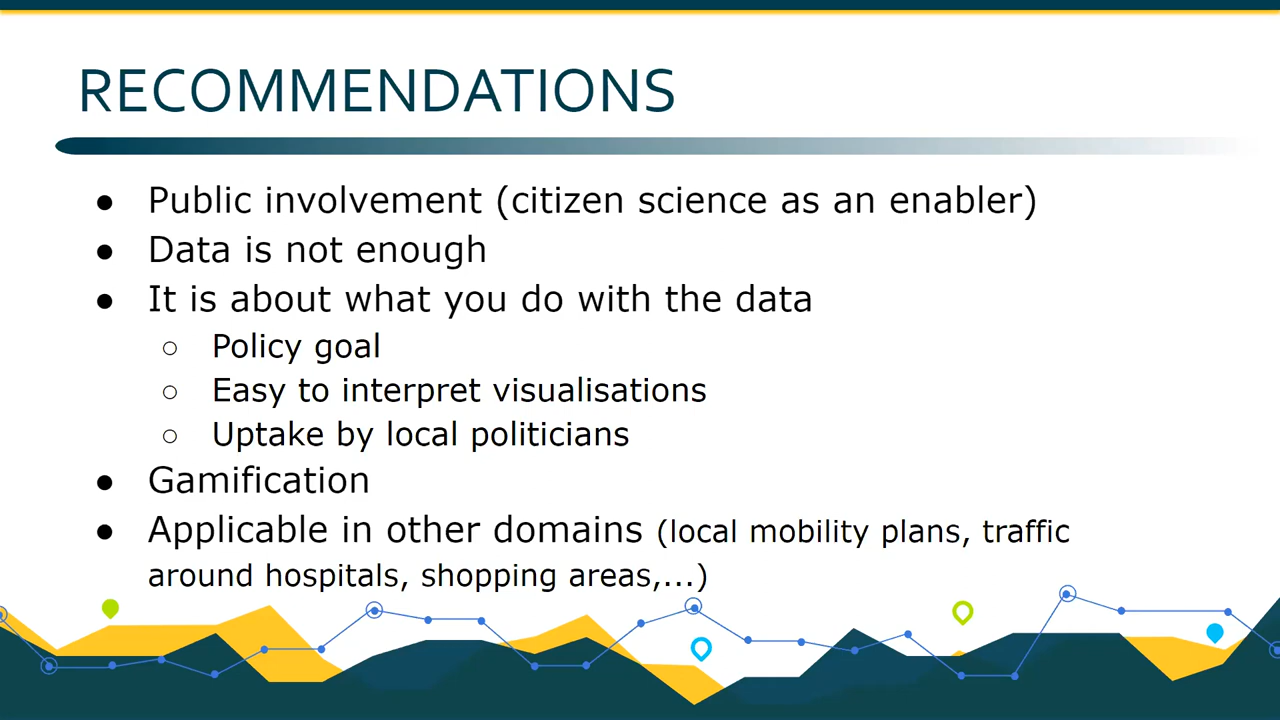 RECOMMENDATIONS
● Public involvement (citizen science as an enabler)
● Data is not enough
● It is about what you do with the data
○ Policy goal
○ Easy to interpret visualisations
○ Uptake by local politicians
● Gamification
● Applicable in other domains (local mobility plans, traffic
around hospitals, shopping areas,...)